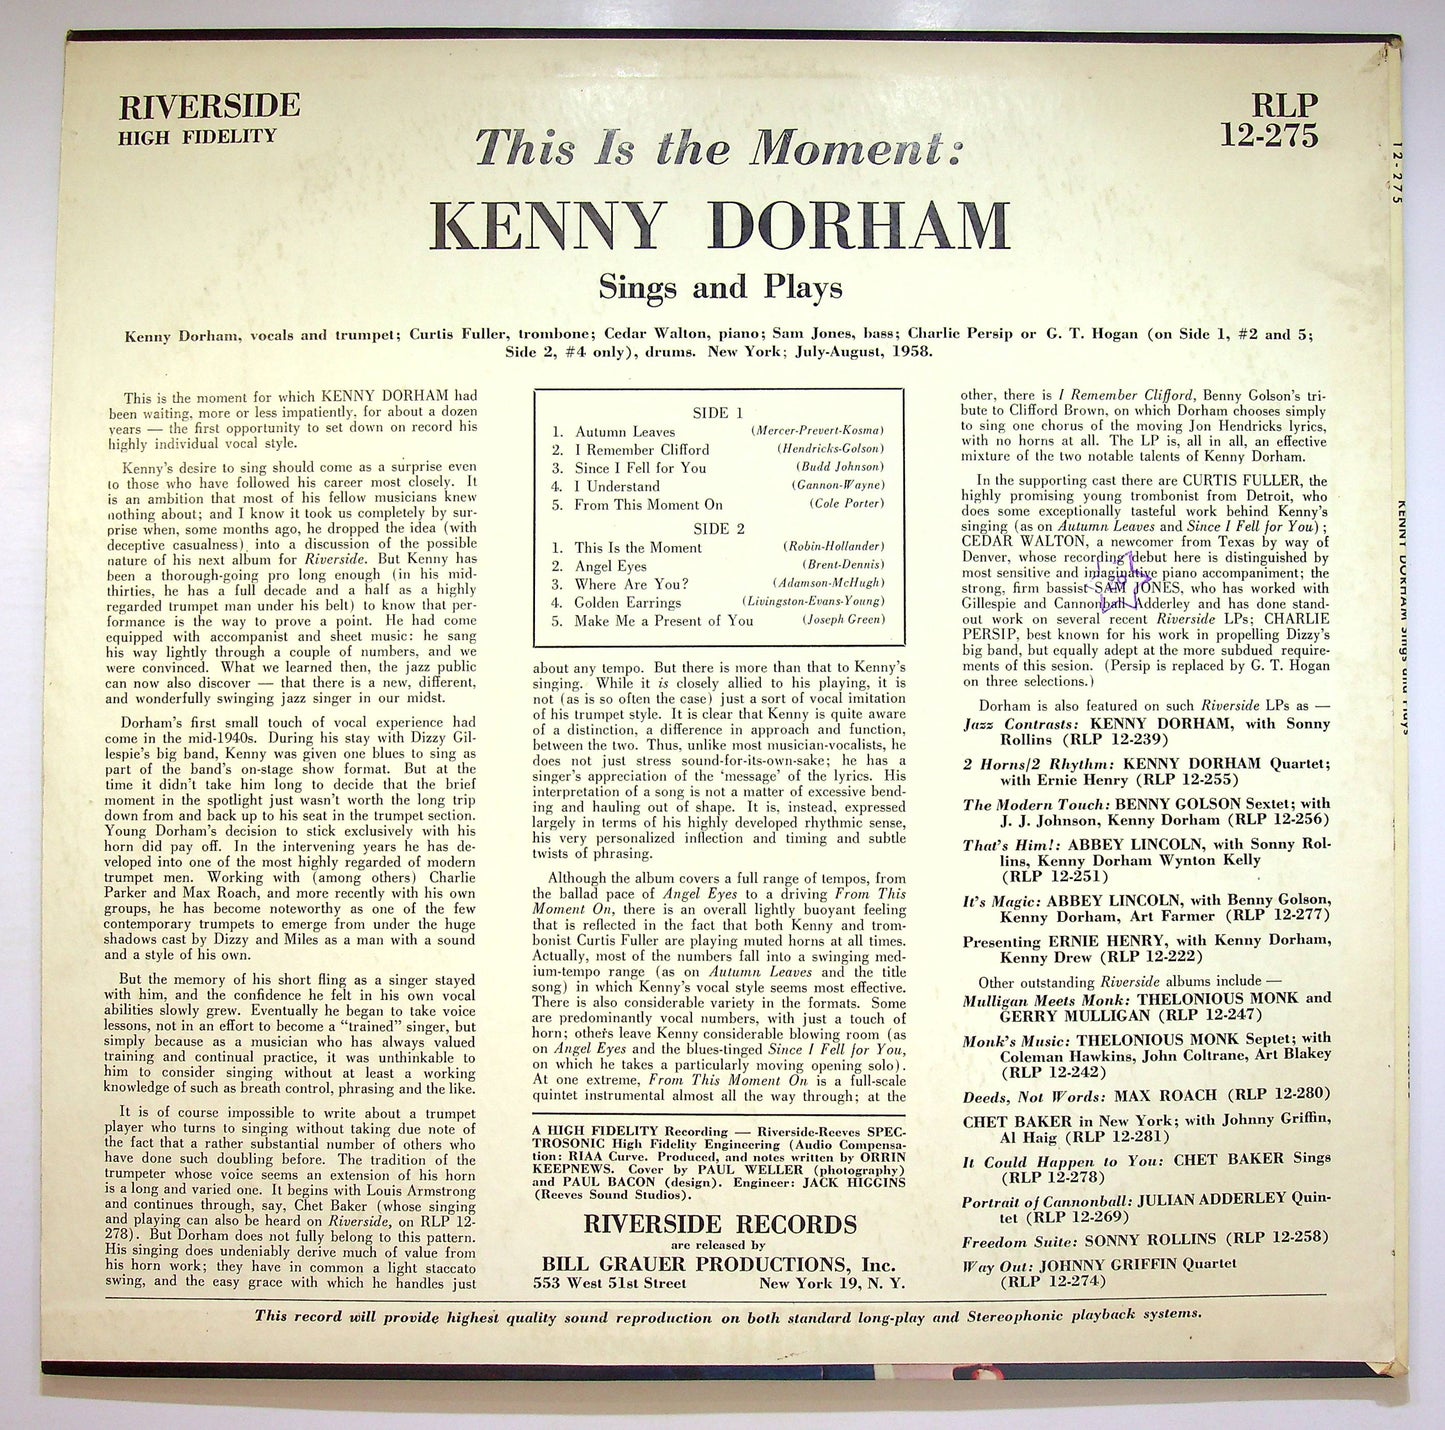 RIVERSIDE
HIGH FIDELITY
RLP
12-275
This Is the Moment:
KENNY DORHAM
Sings and Plays
Kenny Dorham, vocals and trumpet; Curtis Fuller, trombone; Cedar Walton, piano; Sam Jones, bass; Charlie Persip or G. T. Hogan (on Side 1, #2 and 5;
Side 2, #4 only), drums. New York; July-August, 1958.
This is the moment for which KENNY DORHAM had
been waiting, more or less impatiently, for about a dozen
years — the first opportunity to set down on record his
highly individual vocal style.
Kenny's desire to sing should come as a surprise even
to those who have followed his career most closely. It
is an ambition that most of his fellow musicians knew
nothing about; and I know it took us completely by sur-
prise when, some months ago, he dropped the idea (with
deceptive casualness) into a discussion of the possible
nature of his next album for Riverside. But Kenny has
been a thorough-going pro long enough (in his mid-
thirties, he has a full decade and a half as a highly
regarded trumpet man under his belt) to know that per-
formance is the way to prove a point. He had come
equipped with accompanist and sheet music: he sang
his way lightly through a couple of numbers, and we
were convinced. What we learned then, the jazz public
can now also discover — that there is a new, different,
and wonderfully swinging jazz singer in our midst.
Dorham's first small touch of vocal experience had
come in the mid-1940s. During his stay with Dizzy Gil-
lespie's big band, Kenny was given one blues to sing as
part of the band's on-stage show format. But at the
time it didn't take him long to decide that the brief
moment in the spotlight just wasn't worth the long trip
down from and back up to his seat in the trumpet section.
Young Dorham's decision to stick exclusively with his
horn did pay off. In the intervening years he has de-
veloped into one of the most highly regarded of modern
trumpet men. Working with (among others) Charlie
Parker and Max Roach, and more recently with his own
groups, he has become noteworthy as one of the few
contemporary trumpets to emerge from under the huge
shadows cast by Dizzy and Miles as a man with a sound
and a style of his own.
But the memory of his short fling as a singer stayed
with him, and the confidence he felt in his own vocal
abilities slowly grew. Eventually he began to take voice
lessons, not in an effort to become a "trained" singer, but
simply because as a musician who has always valued
training and continual practice, it was unthinkable to
him to consider singing without at least a working
knowledge of such as breath control, phrasing and the like.
It is of course impossible to write about a trumpet
player who turns to singing without taking due note of
the fact that a rather substantial number of others who
have done such doubling before. The tradition of the
trumpeter whose voice seems an extension of his horn
is a long and varied one. It begins with Louis Armstrong
and continues through, say, Chet Baker (whose singing
and playing can also be heard on Riverside, on RLP 12-
278). But Dorham does not fully belong to this pattern.
His singing does undeniably derive much of value from
his horn work; they have in common a light staccato
swing, and the easy grace with which he handles just
SIDE 1
1. Autumn Leaves (Mercer-Prevert-Kosma)
2. I Remember Clifford (Hendricks-Golson)
3. Since I Fell for You (Budd Johnson)
4. I Understand (Gannon-Wayne)
5. From This Moment On (Cole Porter)
SIDE 2
1. This Is the Moment (Robin-Hollander)
2. Angel Eyes (Brent-Dennis)
3. Where Are You? (Adamson-McHugh)
4. Golden Earrings (Livingston-Evans-Young)
5. Make Me a Present of You (Joseph Green)
about any tempo. But there is more than that to Kenny's
singing. While it is closely allied to his playing, it is
not (as is so often the case) just a sort of vocal imitation
of his trumpet style. It is clear that Kenny is quite aware
of a distinction, a difference in approach and function,
between the two. Thus, unlike most musician-vocalists, he
does not just stress sound-for-its-own-sake; he has a
singer's appreciation of the 'message' of the lyrics. His
interpretation of a song is not a matter of excessive bend-
ing and hauling out of shape. It is, instead, expressed
largely in terms of his highly developed rhythmic sense,
his very personalized inflection and timing and subtle
twists of phrasing.
Although the album covers a full range of tempos, from
the ballad pace of Angel Eyes to a driving From This
Moment On, there is an overall lightly buoyant feeling
that is reflected in the fact that both Kenny and trom-
bonist Curtis Fuller are playing muted horns at all times.
Actually, most of the numbers fall into a swinging med-
ium-tempo range (as on Autumn Leaves and the title
song) in which Kenny's vocal style seems most effective.
There is also considerable variety in the formats. Some
are predominantly vocal numbers, with just a touch of
horn; others leave Kenny considerable blowing room (as
on Angel Eyes and the blues-tinged Since I Fell for You,
on which he takes a particularly moving opening solo).
At one extreme, From This Moment On is a full-scale
quintet instrumental almost all the way through; at the
A HIGH FIDELITY Recording — Riverside-Reeves SPEC-
TROSONIC High Fidelity Engineering (Audio Compensa-
tion: RIAA Curve. Produced, and notes written by ORRIN
KEEPNEWS. Cover by PAUL WELLER (photography)
and PAUL BACON (design). Engineer: JACK HIGGINS
(Reeves Sound Studios).
RIVERSIDE RECORDS
are released by
BILL GRAUER PRODUCTIONS, Inc.
553 West 51st Street New York 19, N. Y.
other, there is I Remember Clifford, Benny Golson's tri-
bute to Clifford Brown, on which Dorham chooses simply
to sing one chorus of the moving Jon Hendricks lyrics,
with no horns at all. The LP is, all in all, an effective
mixture of the two notable talents of Kenny Dorham.
In the supporting cast there are CURTIS FULLER, the
highly promising young trombonist from Detroit, who
does some exceptionally tasteful work behind Kenny's
singing (as on Autumn Leaves and Since I Fell for You);
CEDAR WALTON, a newcomer from Texas by way of
Denver, whose recording debut here is distinguished by
most sensitive and imaginative piano accompaniment; the
strong, firm bassist SAM JONES, who has worked with
Gillespie and Cannonball Adderley and has done stand-
out work on several recent Riverside LPs; CHARLIE
PERSIP, best known for his work in propelling Dizzy's
big band, but equally adept at the more subdued require-
ments of this sesion. (Persip is replaced by G. T. Hogan
on three selections.)
Dorham is also featured on such Riverside LPs as —
Jazz Contrasts: KENNY DORHAM, with Sonny
Rollins (RLP 12-239)
2 Horns/2 Rhythm: KENNY DORHAM Quartet;
with Ernie Henry (RLP 12-255)
The Modern Touch: BENNY GOLSON Sextet; with
J. J. Johnson, Kenny Dorham (RLP 12-256)
That's Him!: ABBEY LINCOLN, with Sonny Rol-
lins, Kenny Dorham Wynton Kelly
(RLP 12-251)
It's Magic: ABBEY LINCOLN, with Benny Golson,
Kenny Dorham, Art Farmer (RLP 12-277)
Presenting ERNIE HENRY, with Kenny Dorham,
Kenny Drew (RLP 12-222)
Other outstanding Riverside albums include —
Mulligan Meets Monk: THELONIOUS MONK and
GERRY MULLIGAN (RLP 12-247)
Monk's Music: THELONIOUS MONK Septet; with
Coleman Hawkins, John Coltrane, Art Blakey
(RLP 12-242)
Deeds, Not Words: MAX ROACH (RLP 12-280)
CHET BAKER in New York; with Johnny Griffin,
Al Haig (RLP 12-281)
It Could Happen to You: CHET BAKER Sings
(RLP 12-278)
Portrait of Cannonball: JULIAN ADDERLEY Quin-
tet (RLP 12-269)
Freedom Suite: SONNY ROLLINS (RLP 12-258)
Way Out: JOHNNY GRIFFIN Quartet
(RLP 12-274)
This record will provide highest quality sound reproduction on both standard long-play and Stereophonic playback systems.
12-275
KENNY DORHAM Sings and Plays